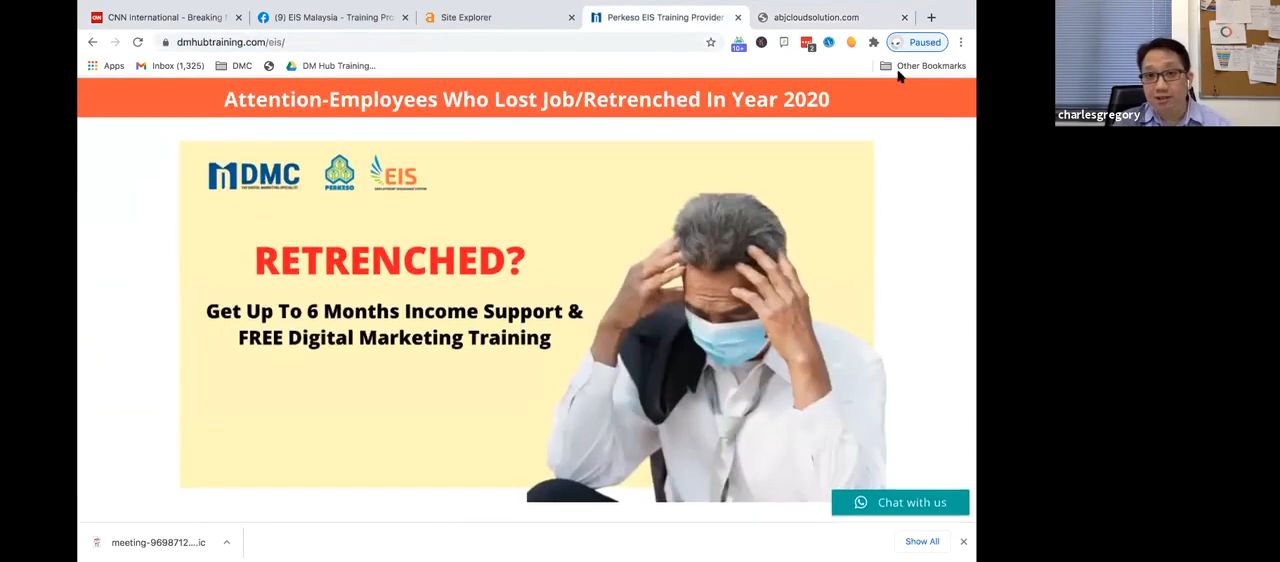 CNN International - Breaking
(9) EIS Malaysia - Training Pro
Site Explorer
Perkeso EIS Training Provider
abjcloudsolution.com
dmhubtraining.com/eis/
10+
2
Paused
Apps
Inbox (1,325)
DMC
DM Hub Training...
Other Bookmarks
Attention-Employees Who Lost Job/Retrenched In Year 2020
charlesgregory
DMC
PERKESO
EIS
RETRENCHED?
Get Up To 6 Months Income Support &
FREE Digital Marketing Training
Chat with us
meeting-9698712....ic
Show All